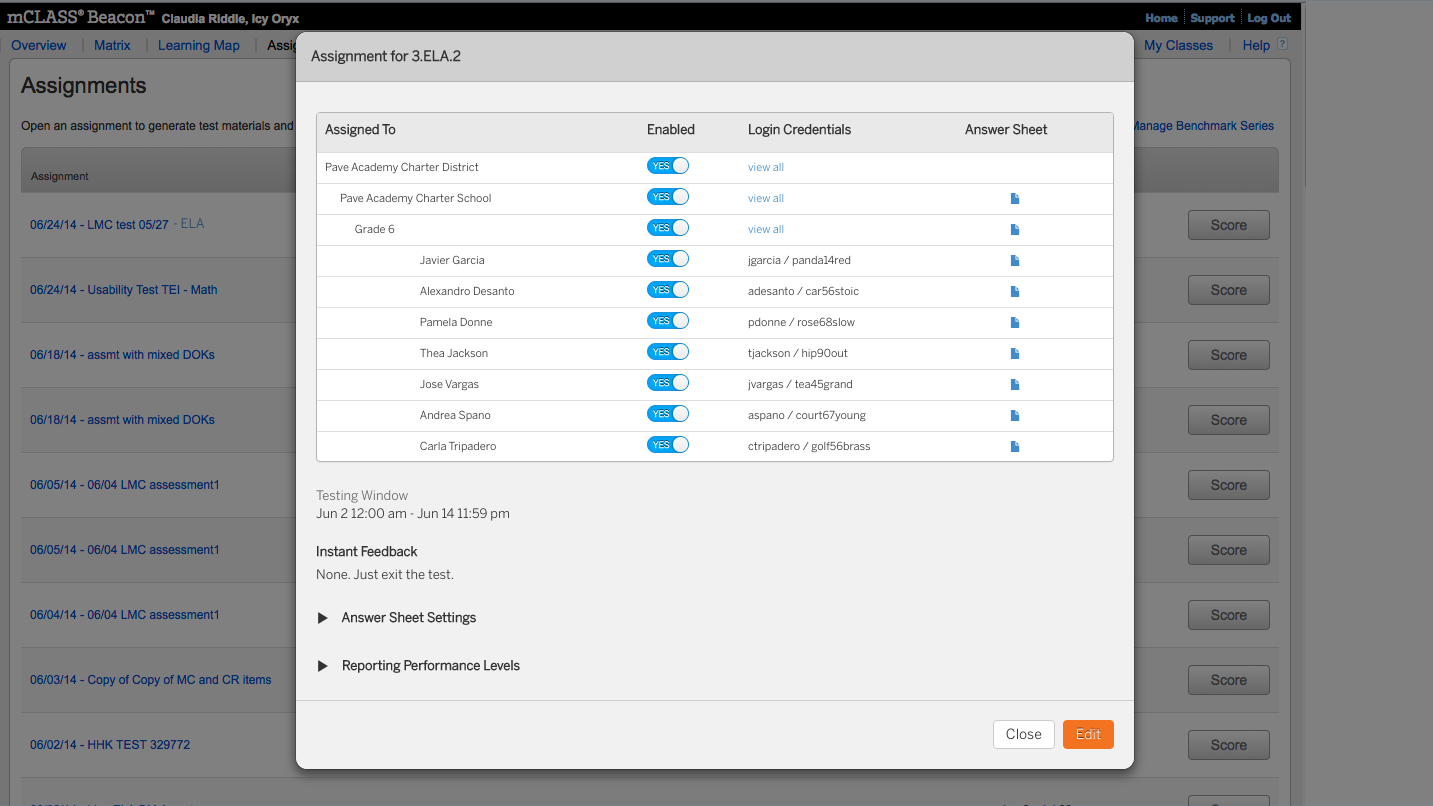 mCLASS® Beacon™ Claudia Riddle, Icy Oryx Home Support Log Out
Overview Matrix Learning Map My Classes Help ?
Assignment for 3.ELA.2
Assignments
Open an assignment to generate test materials and Manage Benchmark Series
Assigned To Enabled Login Credentials Answer Sheet
Pave Academy Charter District YES view all
Assignment
Pave Academy Charter School YES view all
06/24/14 - LMC test 05/27 - ELA Score
Grade 6 YES view all
Javier Garcia YES jgarcia / panda14red
06/24/14 - Usability Test TEI - Math Score
Alexandro Desanto YES adesanto / car56stoic
Pamela Donne YES pdonne / rose68slow
06/18/14 - assmt with mixed DOKs Score
Thea Jackson YES tjackson / hip90out
Jose Vargas YES jvargas / tea45grand
06/18/14 - assmt with mixed DOKs Score
Andrea Spano YES aspano / court67young
Carla Tripadero YES ctripadero / golf56brass
06/05/14 - 06/04 LMC assessment1 Score
Testing Window
Jun 2 12:00 am - Jun 14 11:59 pm
06/05/14 - 06/04 LMC assessment1 Score
Instant Feedback
None. Just exit the test.
06/04/14 - 06/04 LMC assessment1 Score
Answer Sheet Settings
Reporting Performance Levels
06/03/14 - Copy of Copy of MC and CR items Score
Close Edit
06/02/14 - HHK TEST 329772 Score